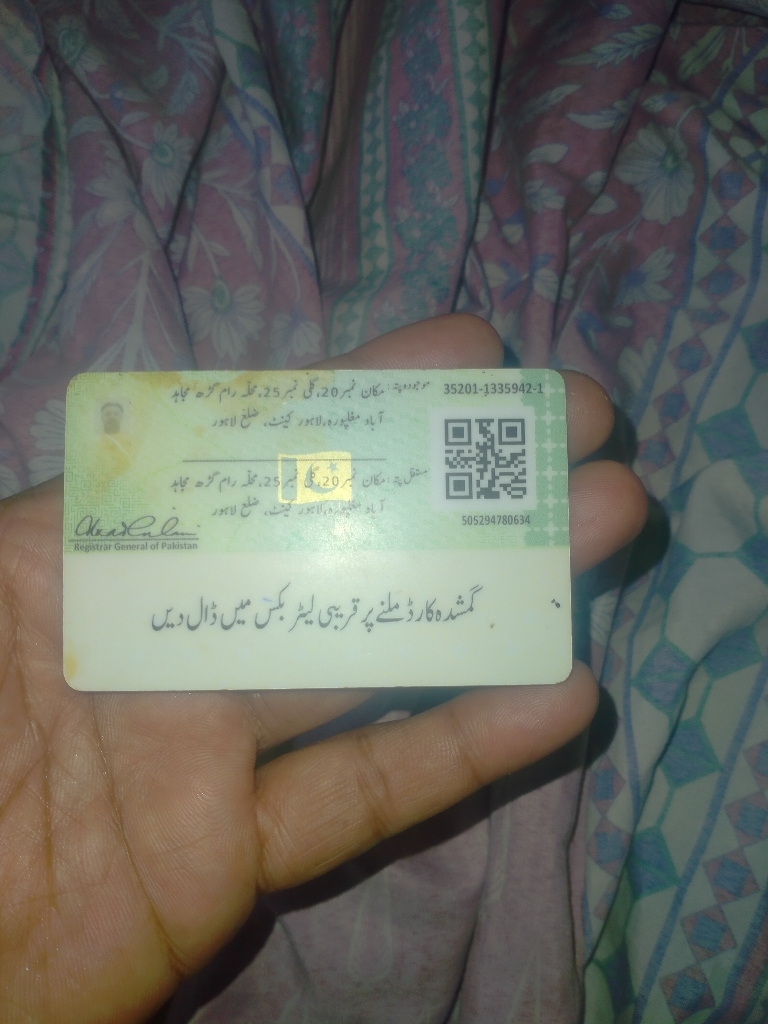 35201-1335942-1
موجودہ پتہ: مکان نمبر 20، گلی نمبر 25، محلہ رام گڑھ مجاہد
آباد مغلپورہ، لاہور کینٹ، ضلع لاہور
مستقل پتہ: مکان نمبر 20، گلی نمبر 25، محلہ رام گڑھ مجاہد
آباد مغلپورہ، لاہور کینٹ، ضلع لاہور
505294780634
Registrar General of Pakistan
گمشدہ کارڈ ملنے پر قریبی لیٹر بکس میں ڈال دیں